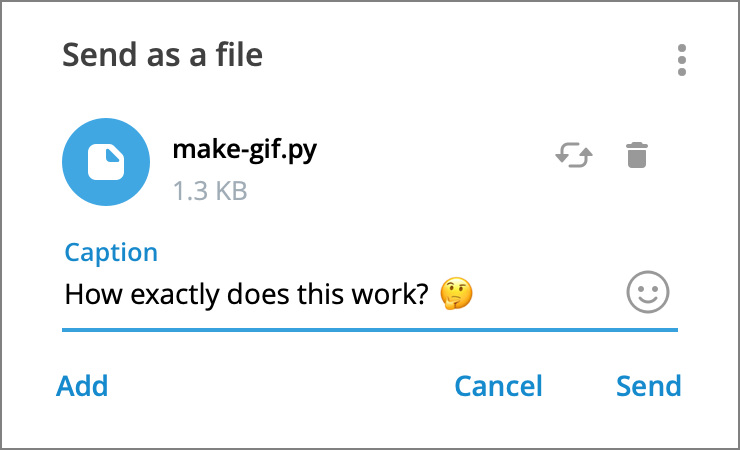 Send as a file
make-gif.py
1.3 KB
Caption
How exactly does this work? 🤔
Add Cancel Send